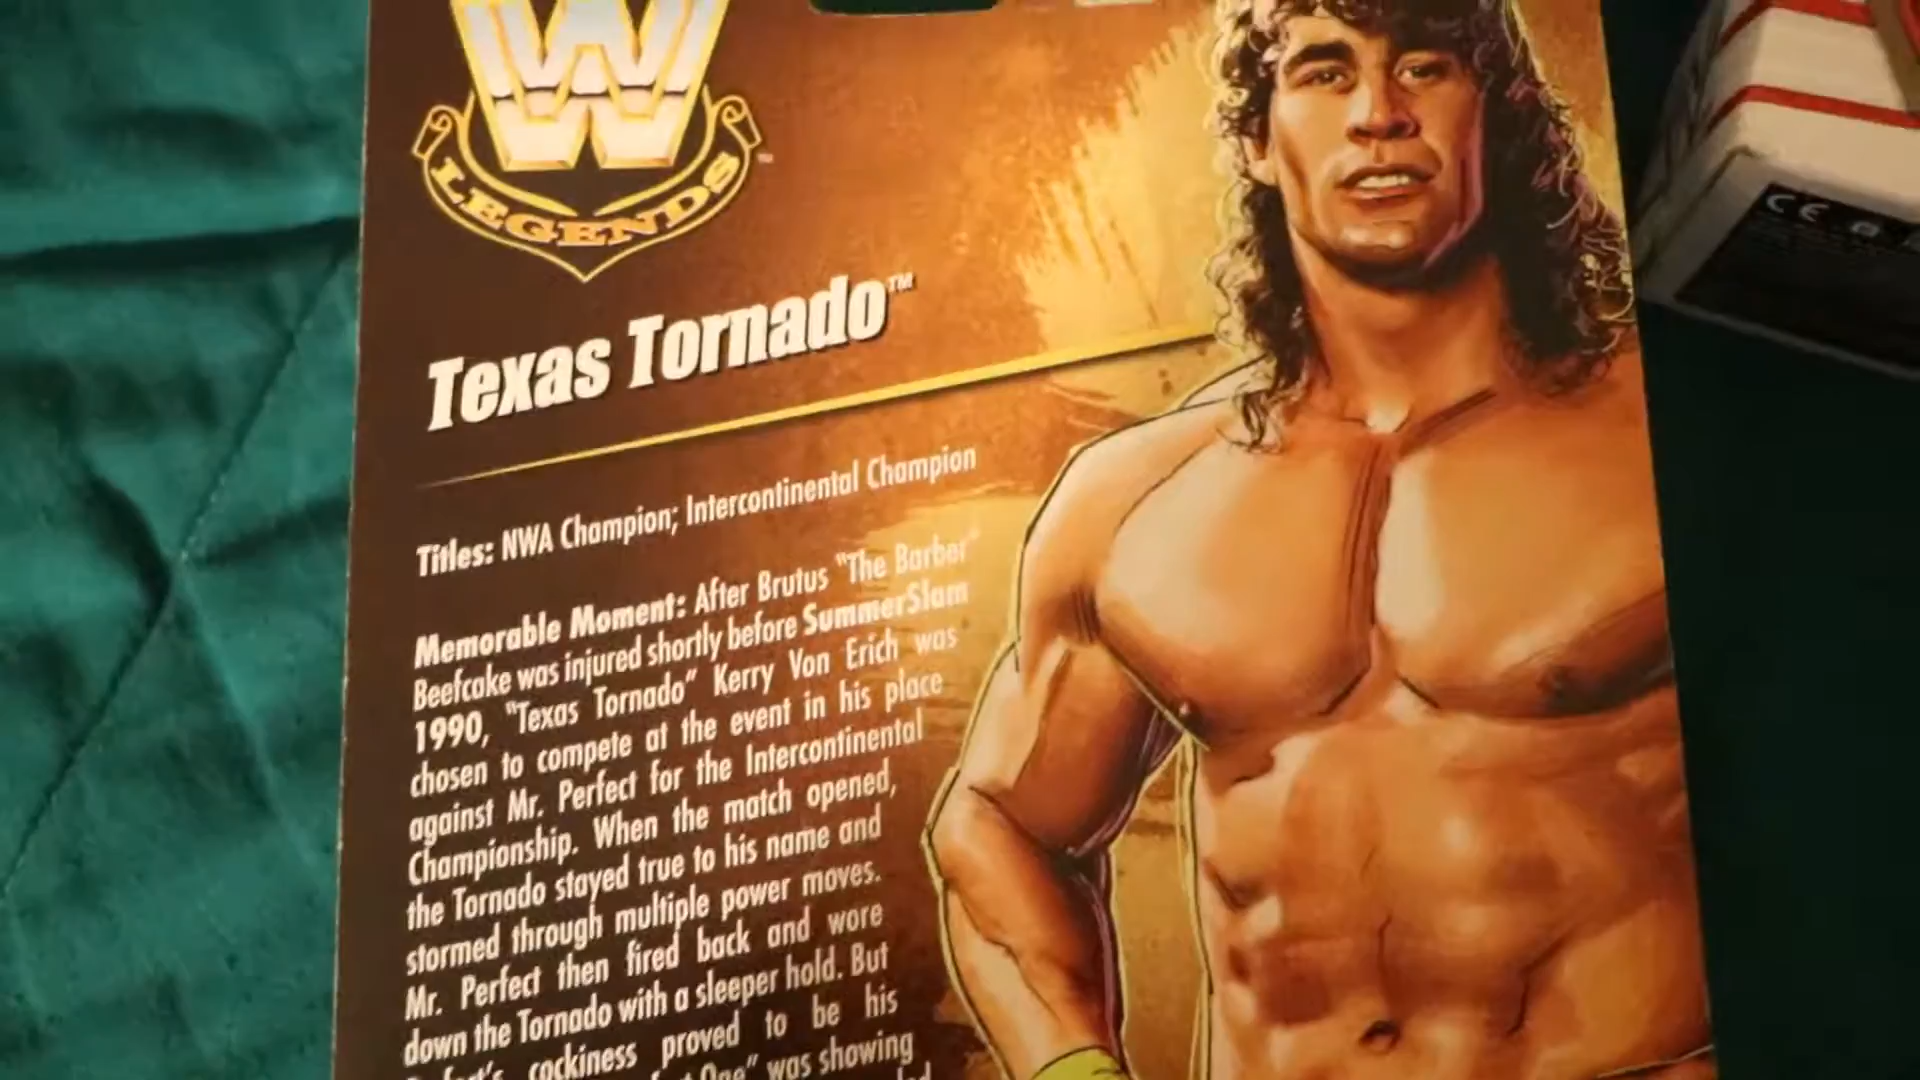 W
LEGENDS™
Texas Tornado™
Titles: NWA Champion; Intercontinental Champion
Memorable Moment: After Brutus "The Barber"
Beefcake was injured shortly before SummerSlam
1990, "Texas Tornado" Kerry Von Erich was
chosen to compete at the event in his place
against Mr. Perfect for the Intercontinental
Championship. When the match opened,
the Tornado stayed true to his name and
stormed through multiple power moves.
Mr. Perfect then fired back and wore
down the Tornado with a sleeper hold. But
cockiness proved to be his
One" was showing
CE